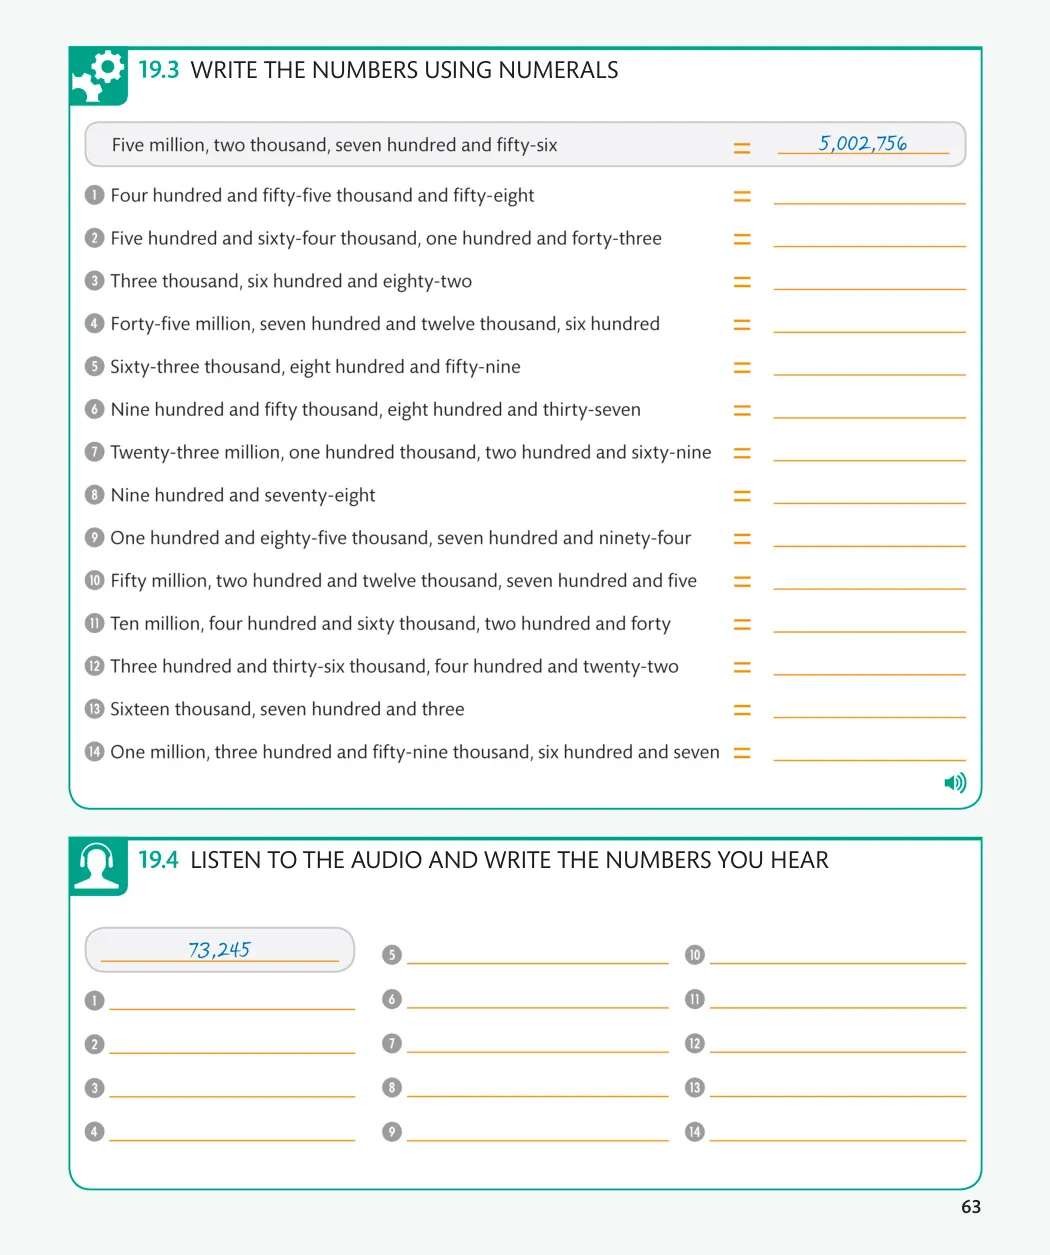 19.3 WRITE THE NUMBERS USING NUMERALS
Five million, two thousand, seven hundred and fifty-six = 5,002,756
1 Four hundred and fifty-five thousand and fifty-eight =
2 Five hundred and sixty-four thousand, one hundred and forty-three =
3 Three thousand, six hundred and eighty-two =
4 Forty-five million, seven hundred and twelve thousand, six hundred =
5 Sixty-three thousand, eight hundred and fifty-nine =
6 Nine hundred and fifty thousand, eight hundred and thirty-seven =
7 Twenty-three million, one hundred thousand, two hundred and sixty-nine =
8 Nine hundred and seventy-eight =
9 One hundred and eighty-five thousand, seven hundred and ninety-four =
10 Fifty million, two hundred and twelve thousand, seven hundred and five =
11 Ten million, four hundred and sixty thousand, two hundred and forty =
12 Three hundred and thirty-six thousand, four hundred and twenty-two =
13 Sixteen thousand, seven hundred and three =
14 One million, three hundred and fifty-nine thousand, six hundred and seven =
19.4 LISTEN TO THE AUDIO AND WRITE THE NUMBERS YOU HEAR
73,245
1
2
3
4
5
6
7
8
9
10
11
12
13
14
63